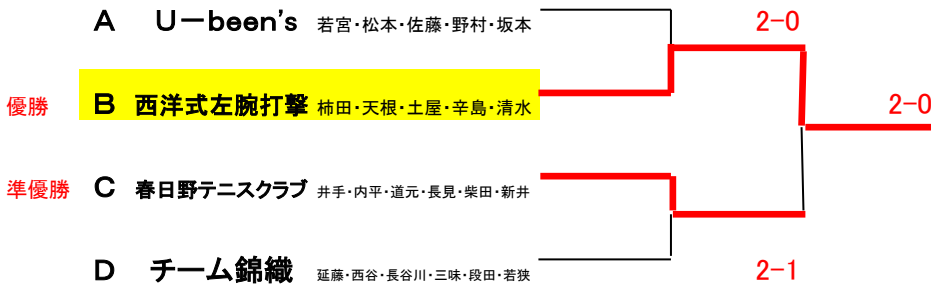 A U－been's 若宮・松本・佐藤・野村・坂本
2-0
優勝 B 西洋式左腕打撃 柿田・天根・土屋・辛島・清水
2-0
準優勝 C 春日野テニスクラブ 井手・内平・道元・長見・柴田・新井
D チーム錦織 延藤・西谷・長谷川・三味・段田・若狭
2-1